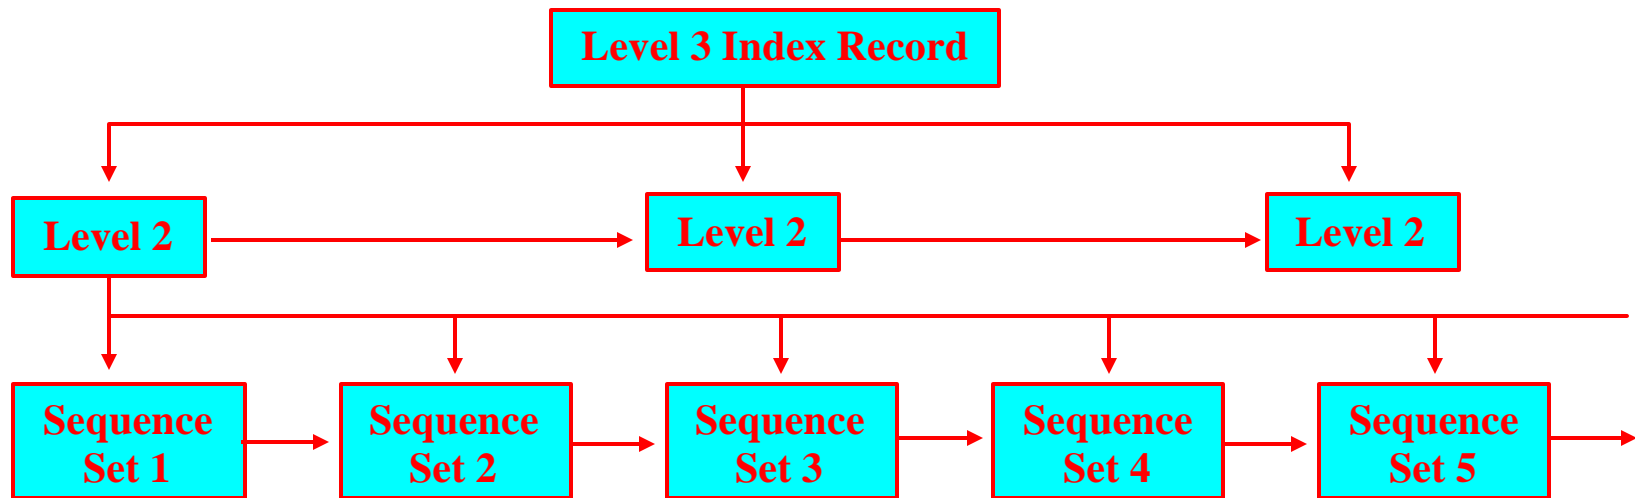 Level 3 Index Record
Level 2
Level 2
Level 2
Sequence
Set 1
Sequence
Set 2
Sequence
Set 3
Sequence
Set 4
Sequence
Set 5